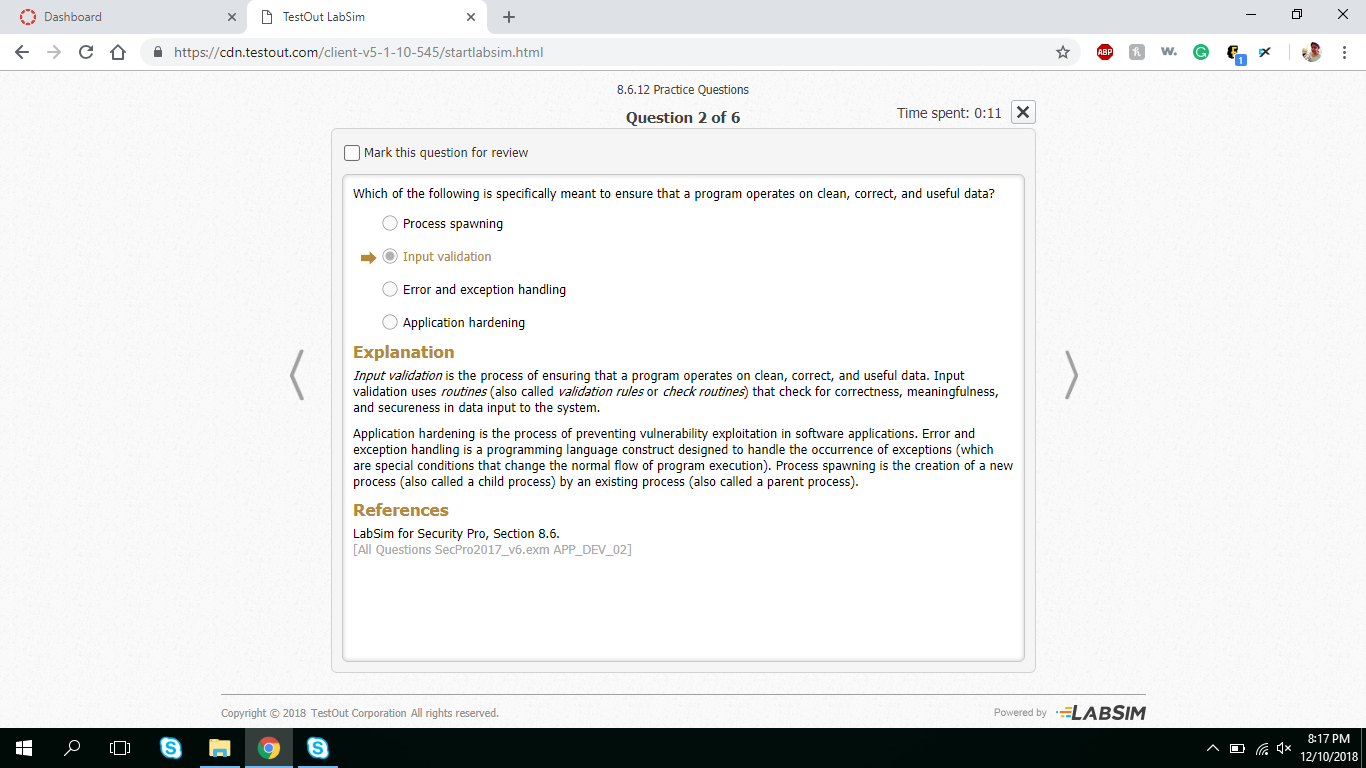 Dashboard
TestOut LabSim
https://cdn.testout.com/client-v5-1-10-545/startlabsim.html
ABP
w.
1
8.6.12 Practice Questions
Question 2 of 6
Time spent: 0:11
Mark this question for review
Which of the following is specifically meant to ensure that a program operates on clean, correct, and useful data?
Process spawning
Input validation
Error and exception handling
Application hardening
Explanation
Input validation is the process of ensuring that a program operates on clean, correct, and useful data. Input
validation uses routines (also called validation rules or check routines) that check for correctness, meaningfulness,
and secureness in data input to the system.
Application hardening is the process of preventing vulnerability exploitation in software applications. Error and
exception handling is a programming language construct designed to handle the occurrence of exceptions (which
are special conditions that change the normal flow of program execution). Process spawning is the creation of a new
process (also called a child process) by an existing process (also called a parent process).
References
LabSim for Security Pro, Section 8.6.
[All Questions SecPro2017_v6.exm APP_DEV_02]
Copyright © 2018 TestOut Corporation All rights reserved.
Powered by LABSIM
8:17 PM
12/10/2018